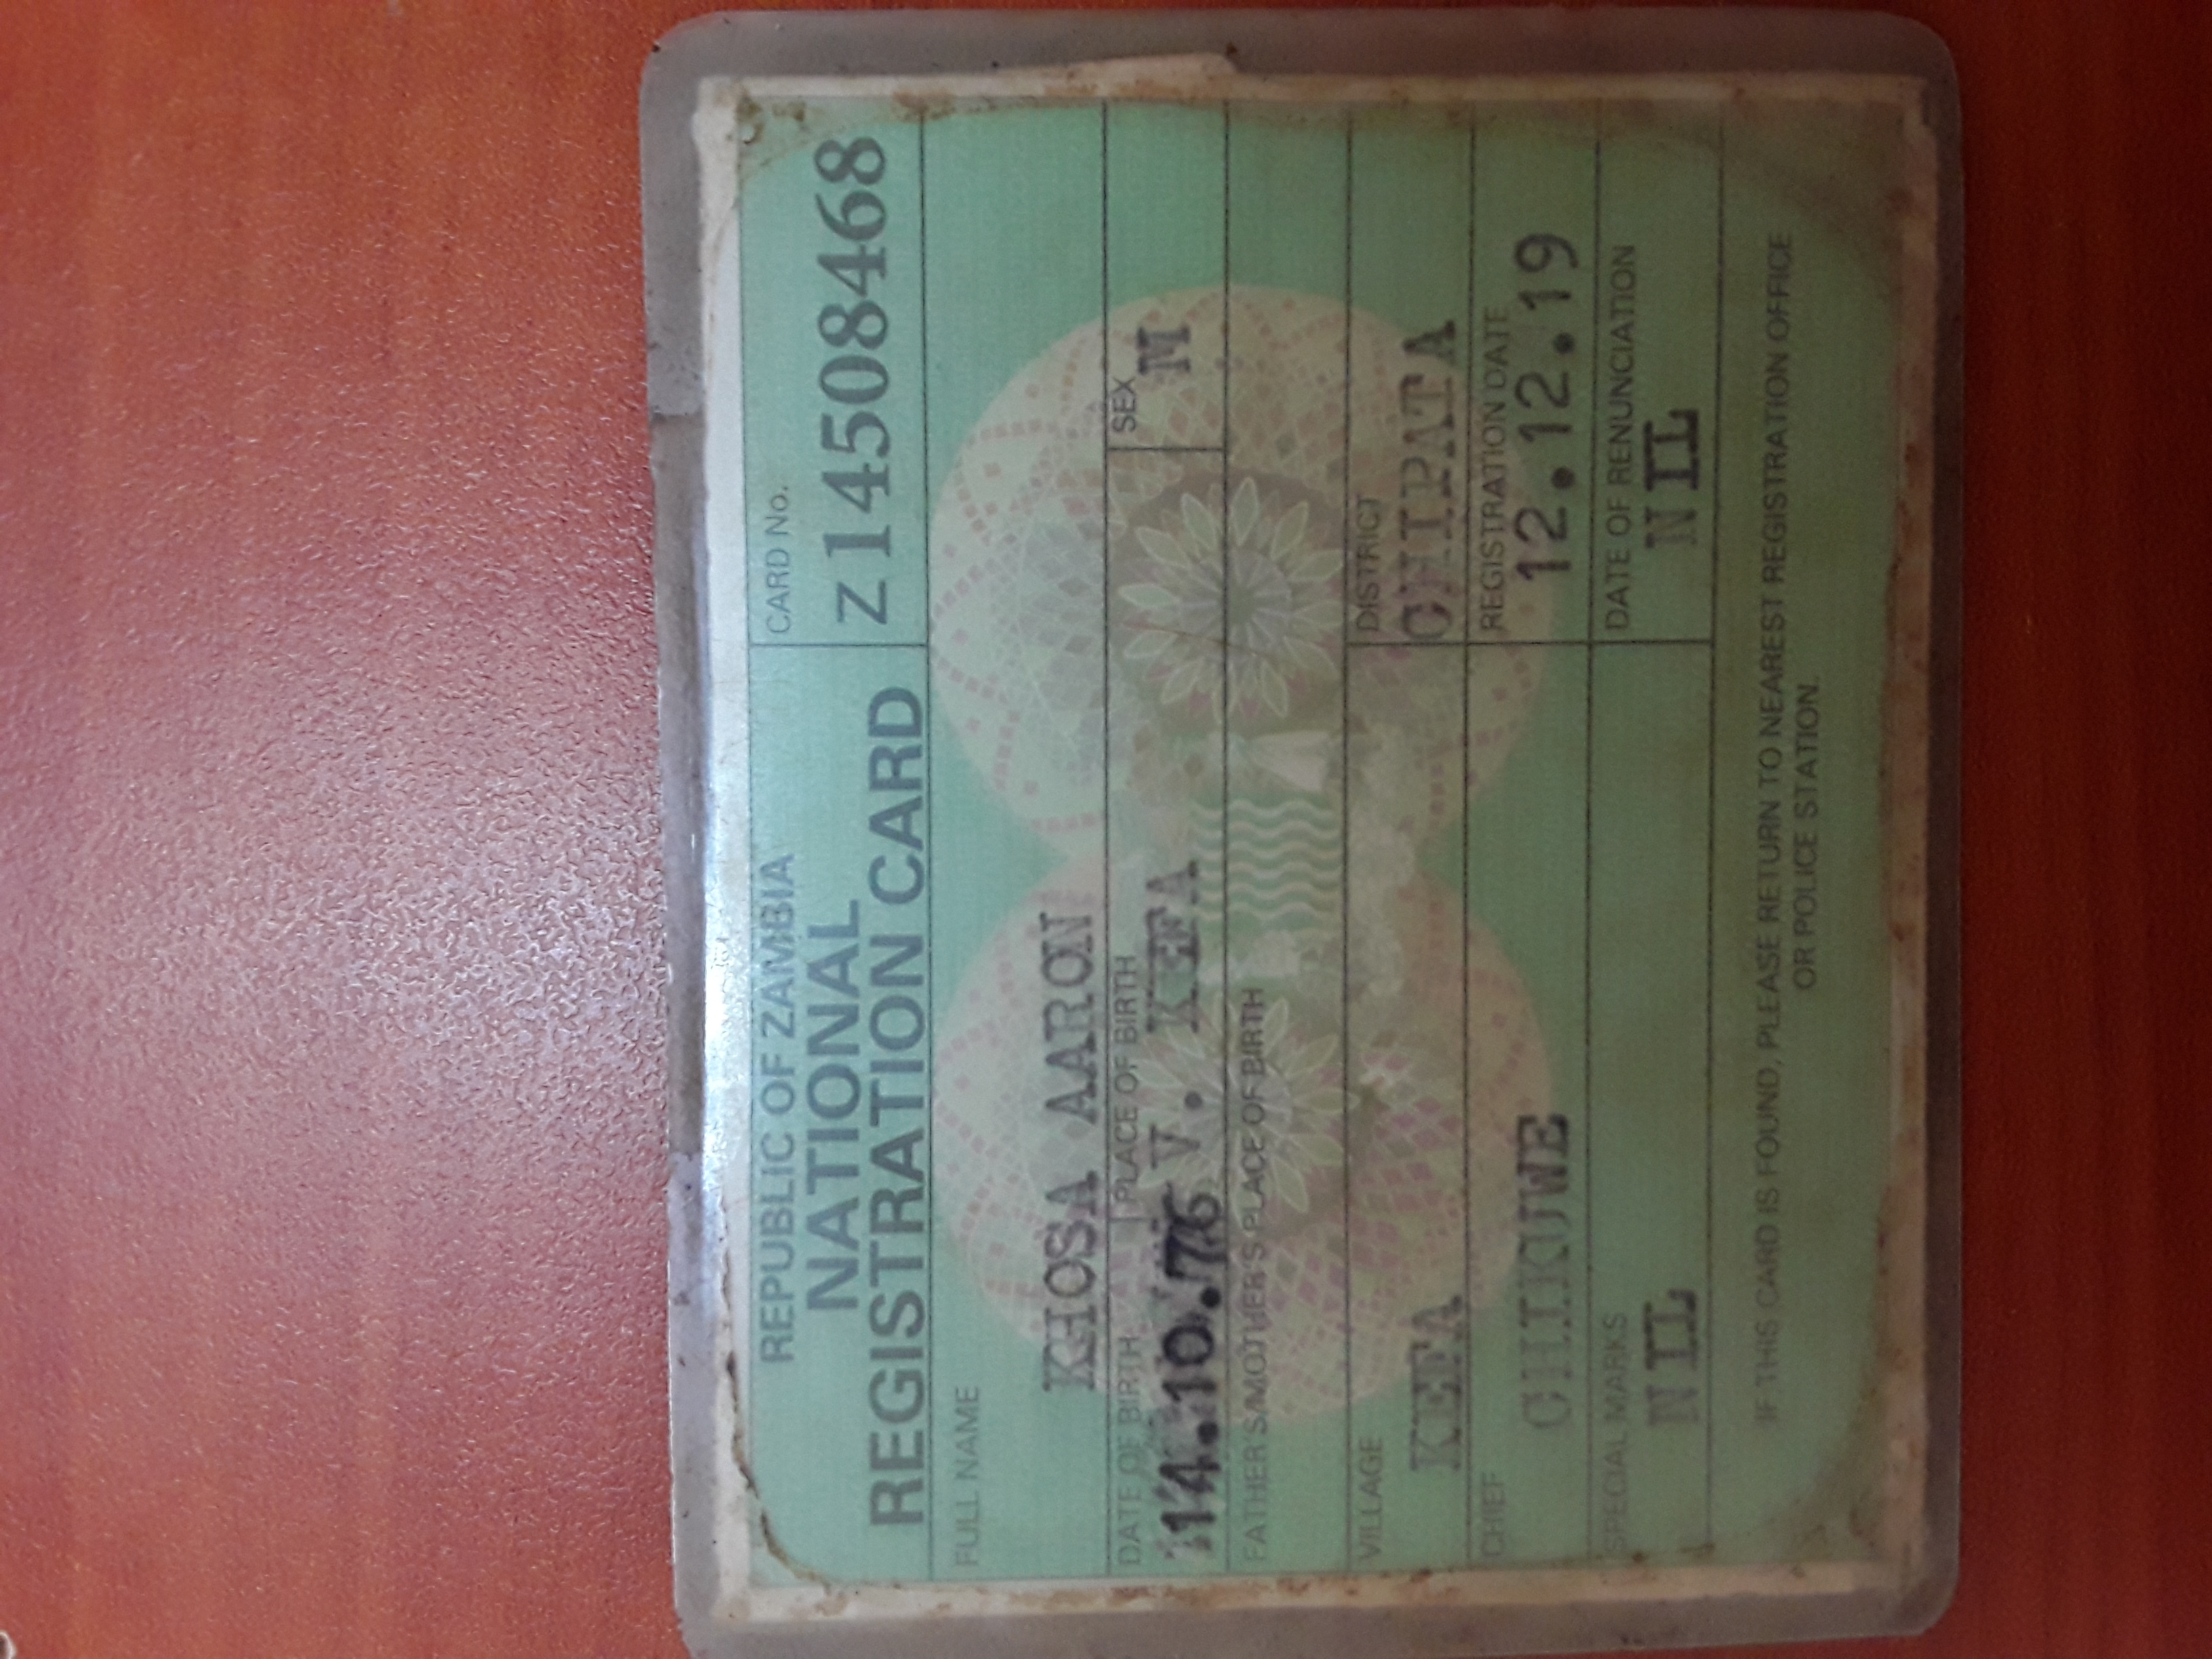 REPUBLIC OF ZAMBIA
NATIONAL
REGISTRATION CARD
CARD No.
Z 14508468
FULL NAME
KHOSA AARON
DATE OF BIRTH PLACE OF BIRTH SEX
14.10.76 V. KEFA M
FATHER'S/MOTHER'S PLACE OF BIRTH
VILLAGE DISTRICT
KEFA CHIPATA
CHIEF REGISTRATION DATE
CHIKUWE 12.12.19
SPECIAL MARKS DATE OF RENUNCIATION
NIL NIL
IF THIS CARD IS FOUND, PLEASE RETURN TO NEAREST REGISTRATION OFFICE
OR POLICE STATION.